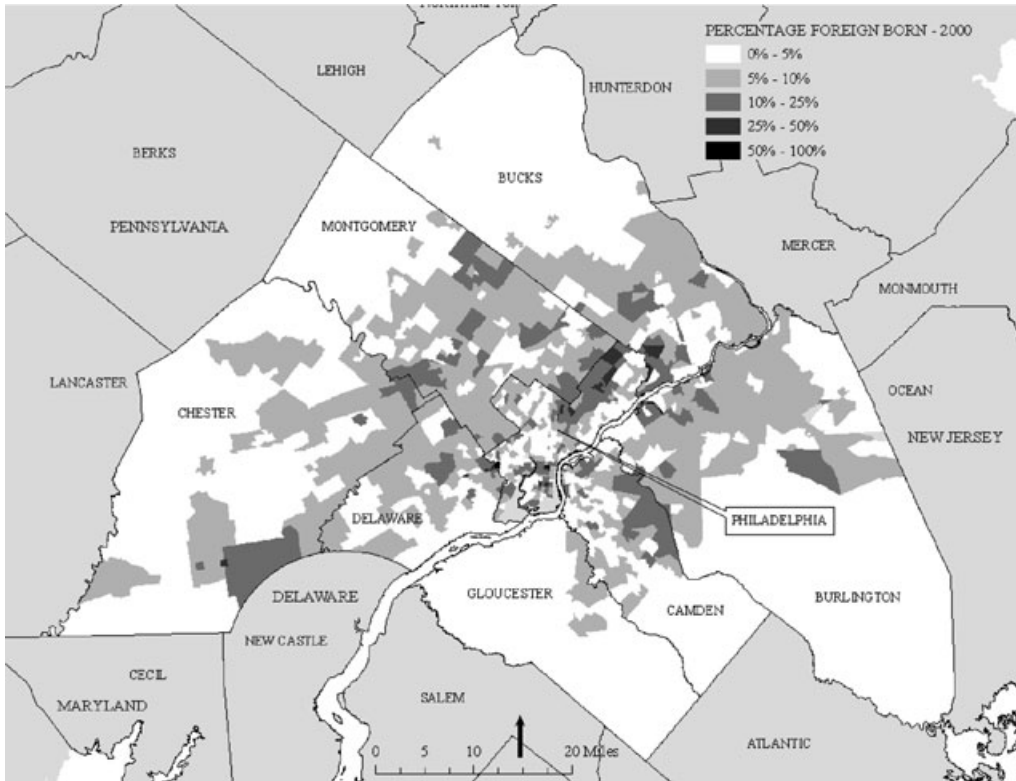 NORTHAMPTON
PERCENTAGE FOREIGN BORN - 2000
0% - 5%
5% - 10%
10% - 25%
25% - 50%
50% - 100%
LEHIGH
HUNTERDON
BERKS
BUCKS
PENNSYLVANIA
MONTGOMERY
MERCER
MONMOUTH
LANCASTER
CHESTER
OCEAN
NEW JERSEY
DELAWARE
PHILADELPHIA
DELAWARE
GLOUCESTER
CAMDEN
BURLINGTON
NEW CASTLE
CECIL
MARYLAND
SALEM
ATLANTIC
0 5 10 20 Miles